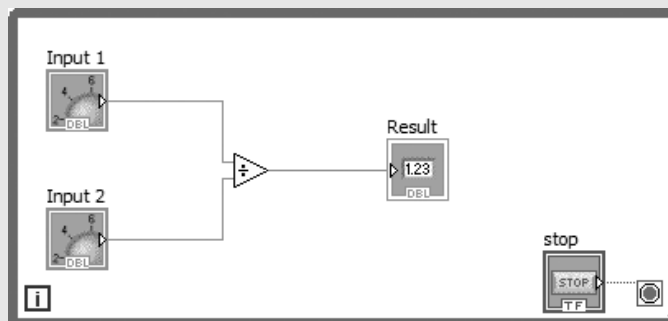 Input 1
2 4 6
DBL
Result
÷
1.23
DBL
Input 2
2 4 6
DBL
stop
STOP
TF
i